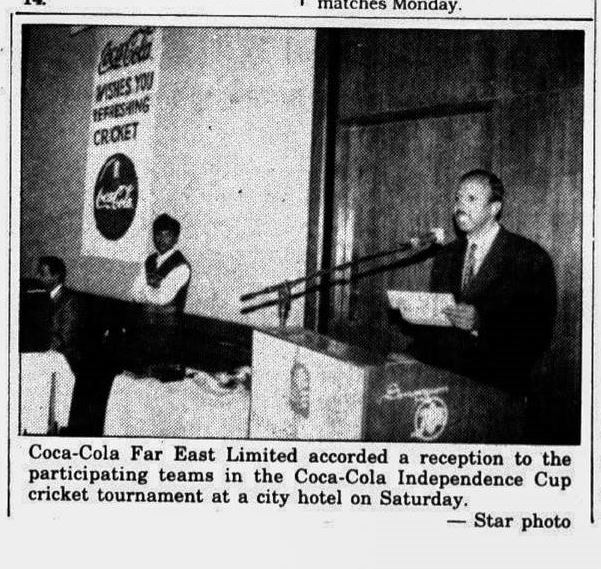 14.
matches Monday.
Coca-Cola
WISHES YOU
REFRESHING
CRICKET
Coca-Cola
Coca-Cola Far East Limited accorded a reception to the
participating teams in the Coca-Cola Independence Cup
cricket tournament at a city hotel on Saturday.
— Star photo